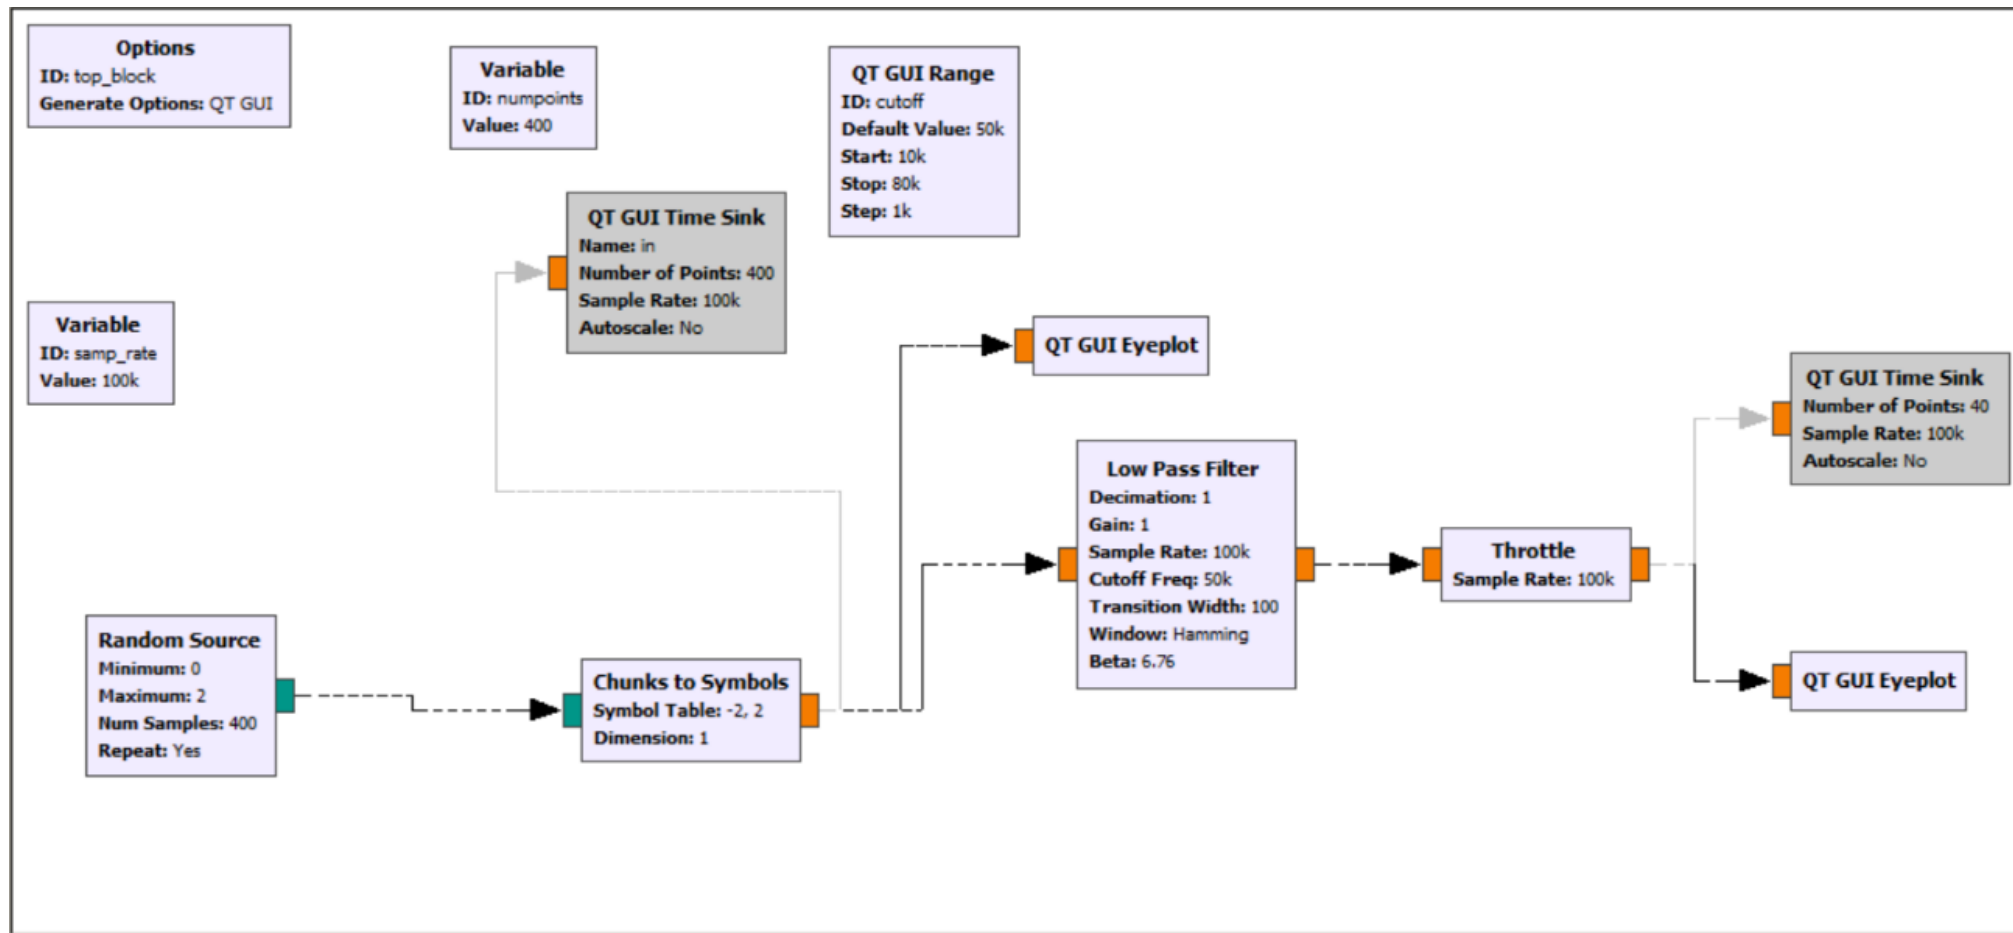 Options
ID: top_block
Generate Options: QT GUI
Variable
ID: numpoints
Value: 400
QT GUI Range
ID: cutoff
Default Value: 50k
Start: 10k
Stop: 80k
Step: 1k
QT GUI Time Sink
Name: in
Number of Points: 400
Sample Rate: 100k
Autoscale: No
Variable
ID: samp_rate
Value: 100k
QT GUI Eyeplot
QT GUI Time Sink
Number of Points: 40
Sample Rate: 100k
Autoscale: No
Low Pass Filter
Decimation: 1
Gain: 1
Sample Rate: 100k
Cutoff Freq: 50k
Transition Width: 100
Window: Hamming
Beta: 6.76
Throttle
Sample Rate: 100k
Random Source
Minimum: 0
Maximum: 2
Num Samples: 400
Repeat: Yes
Chunks to Symbols
Symbol Table: -2, 2
Dimension: 1
QT GUI Eyeplot